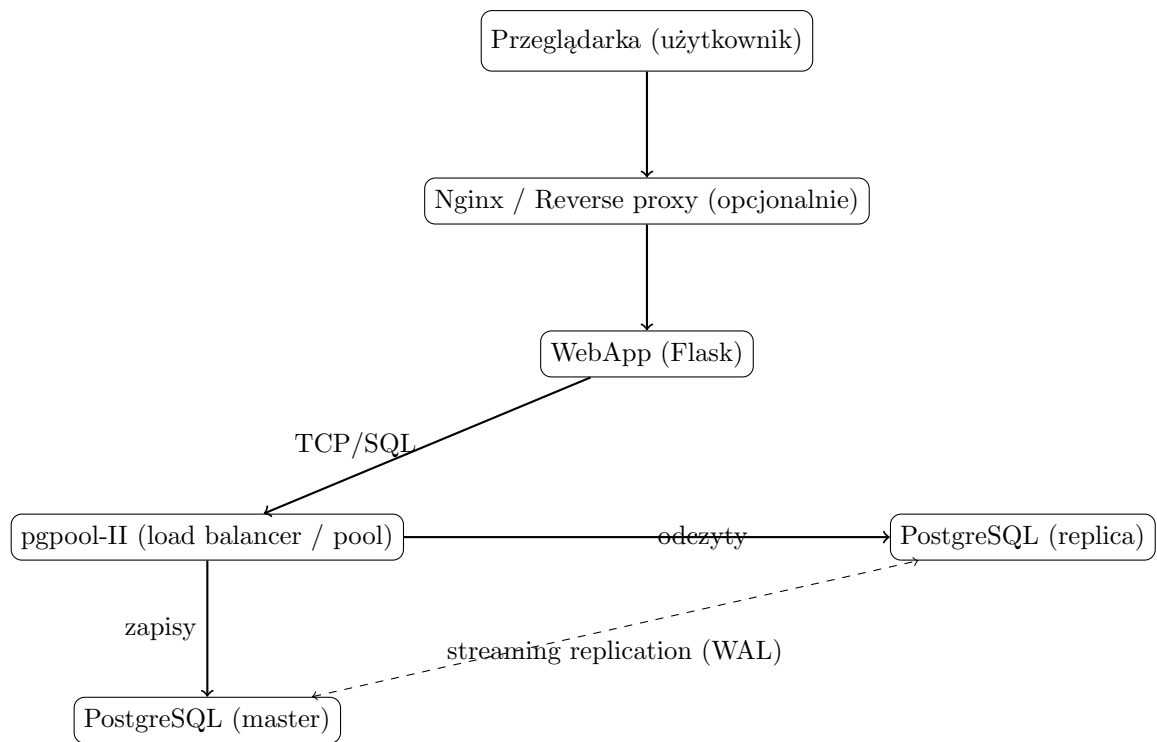 Przeglądarka (użytkownik)
Nginx / Reverse proxy (opcjonalnie)
WebApp (Flask)
TCP/SQL
pgpool-II (load balancer / pool)
odczyty
PostgreSQL (replica)
zapisy
streaming replication (WAL)
PostgreSQL (master)